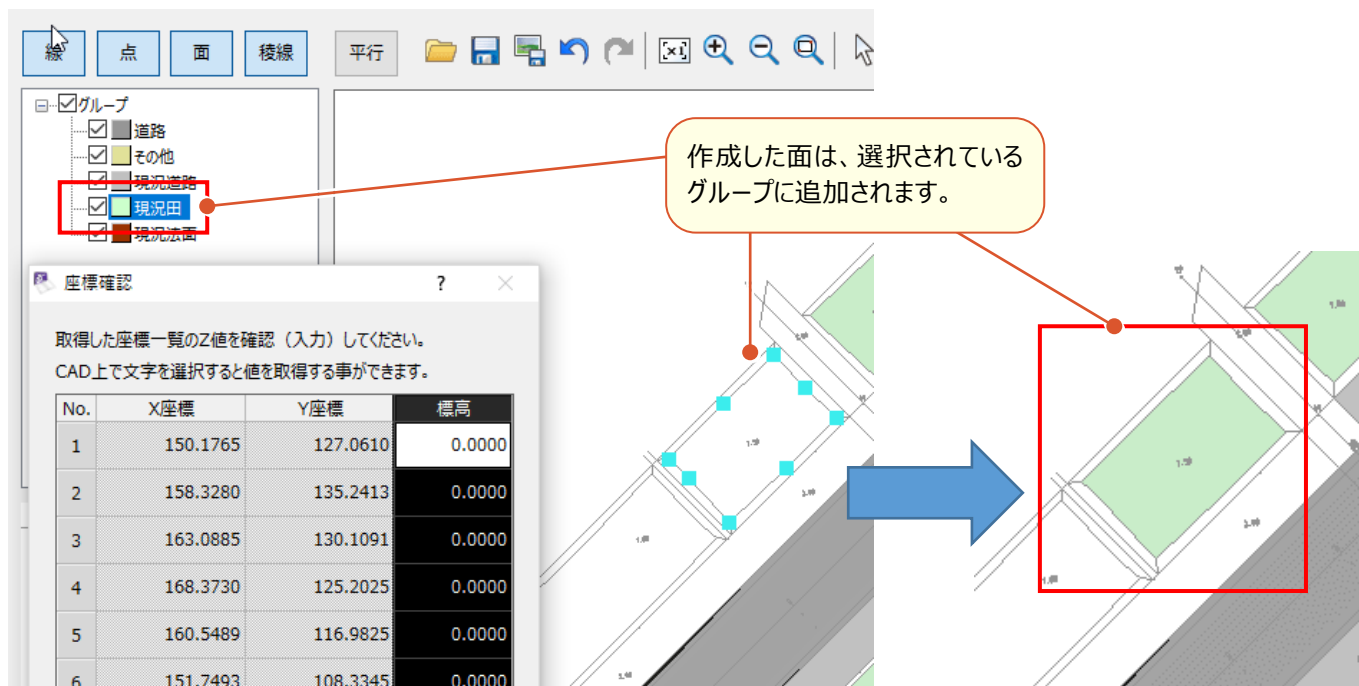 線 点 面 稜線 平行
グループ
道路
その他
現況道路
現況田
現況法面
作成した面は、選択されている
グループに追加されます。
座標確認 ?
取得した座標一覧のZ値を確認（入力）してください。
CAD上で文字を選択すると値を取得する事ができます。
No. X座標 Y座標 標高
1 150.1765 127.0610 0.0000
2 158.3280 135.2413 0.0000
3 163.0885 130.1091 0.0000
4 168.3730 125.2025 0.0000
5 160.5489 116.9825 0.0000
6 151.7493 108.3345 0.0000